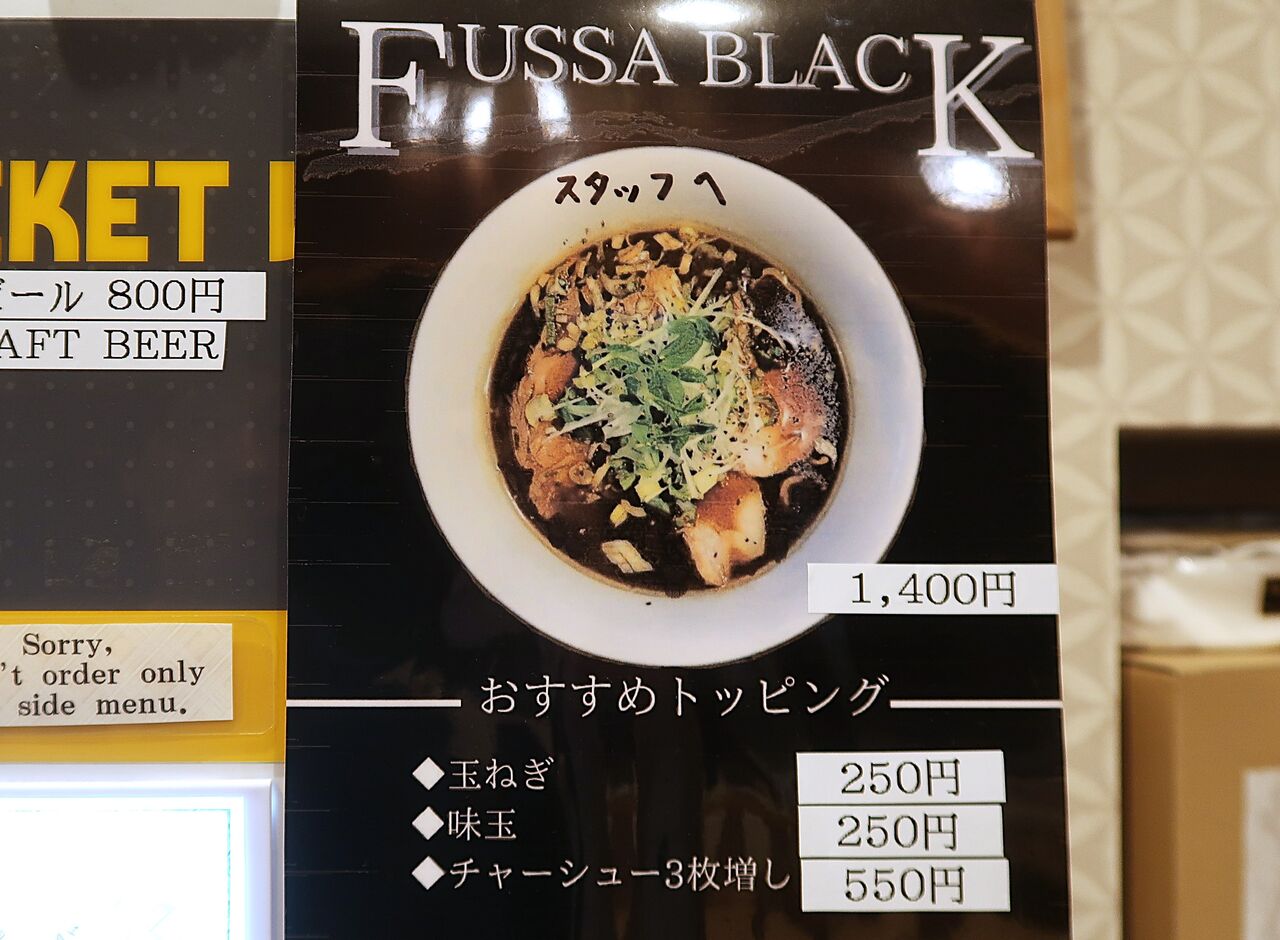 FUSSA BLACK
スタッフへ
KET
ビール 800円
AFT BEER
1,400円
Sorry,
't order only
side menu.
おすすめトッピング
◆玉ねぎ 250円
◆味玉 250円
◆チャーシュー3枚増し 550円